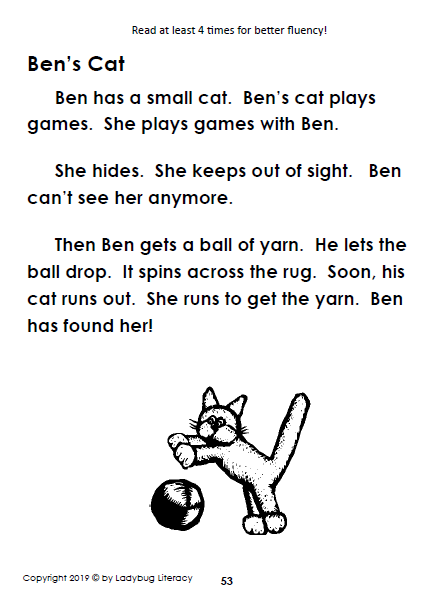 Read at least 4 times for better fluency!
Ben's Cat
Ben has a small cat.  Ben's cat plays
games.  She plays games with Ben.
She hides.  She keeps out of sight.   Ben
can't see her anymore.
Then Ben gets a ball of yarn.  He lets the
ball drop.  It spins across the rug.  Soon, his
cat runs out.  She runs to get the yarn.  Ben
has found her!
Copyright 2019 © by Ladybug Literacy
53